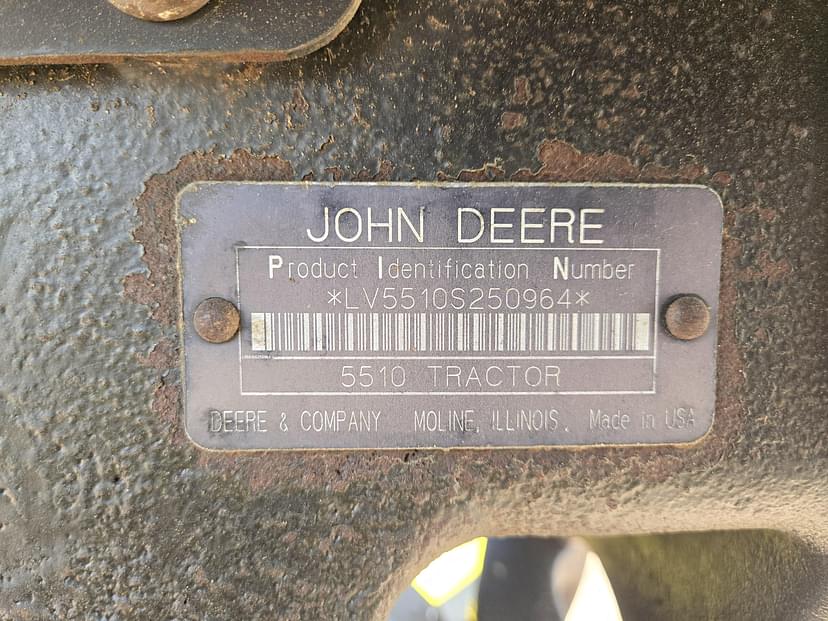 JOHN DEERE
Product Identification Number
*LV5510S250964*
5510 TRACTOR
DEERE & COMPANY MOLINE, ILLINOIS. Made in USA